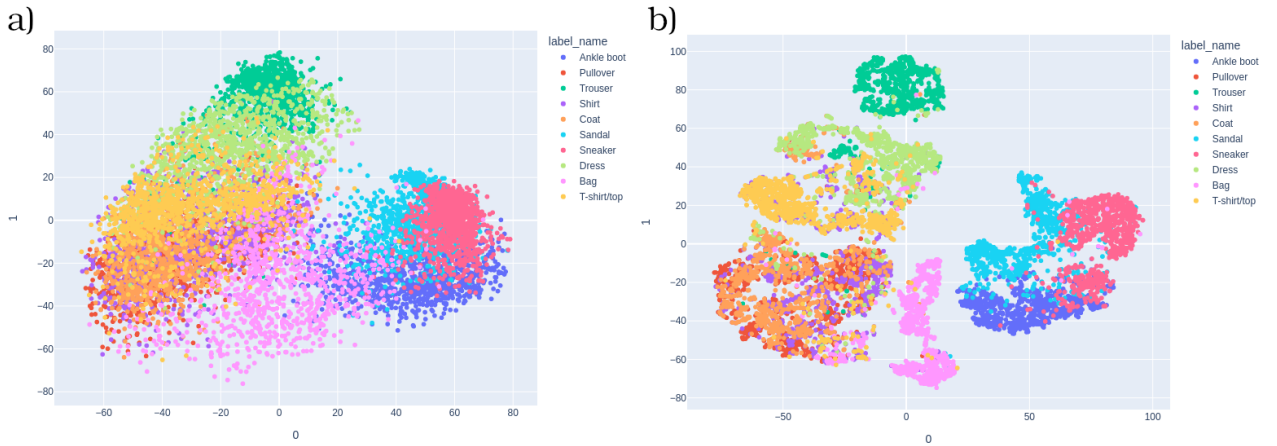 a)
80
60
40
20
0
−20
−40
−60
−80
−60
−40
−20
0
20
40
60
80
0
1
label_name
Ankle boot
Pullover
Trouser
Shirt
Coat
Sandal
Sneaker
Dress
Bag
T-shirt/top
b)
100
80
60
40
20
0
−20
−40
−60
−80
−50
0
50
100
0
1
label_name
Ankle boot
Pullover
Trouser
Shirt
Coat
Sandal
Sneaker
Dress
Bag
T-shirt/top